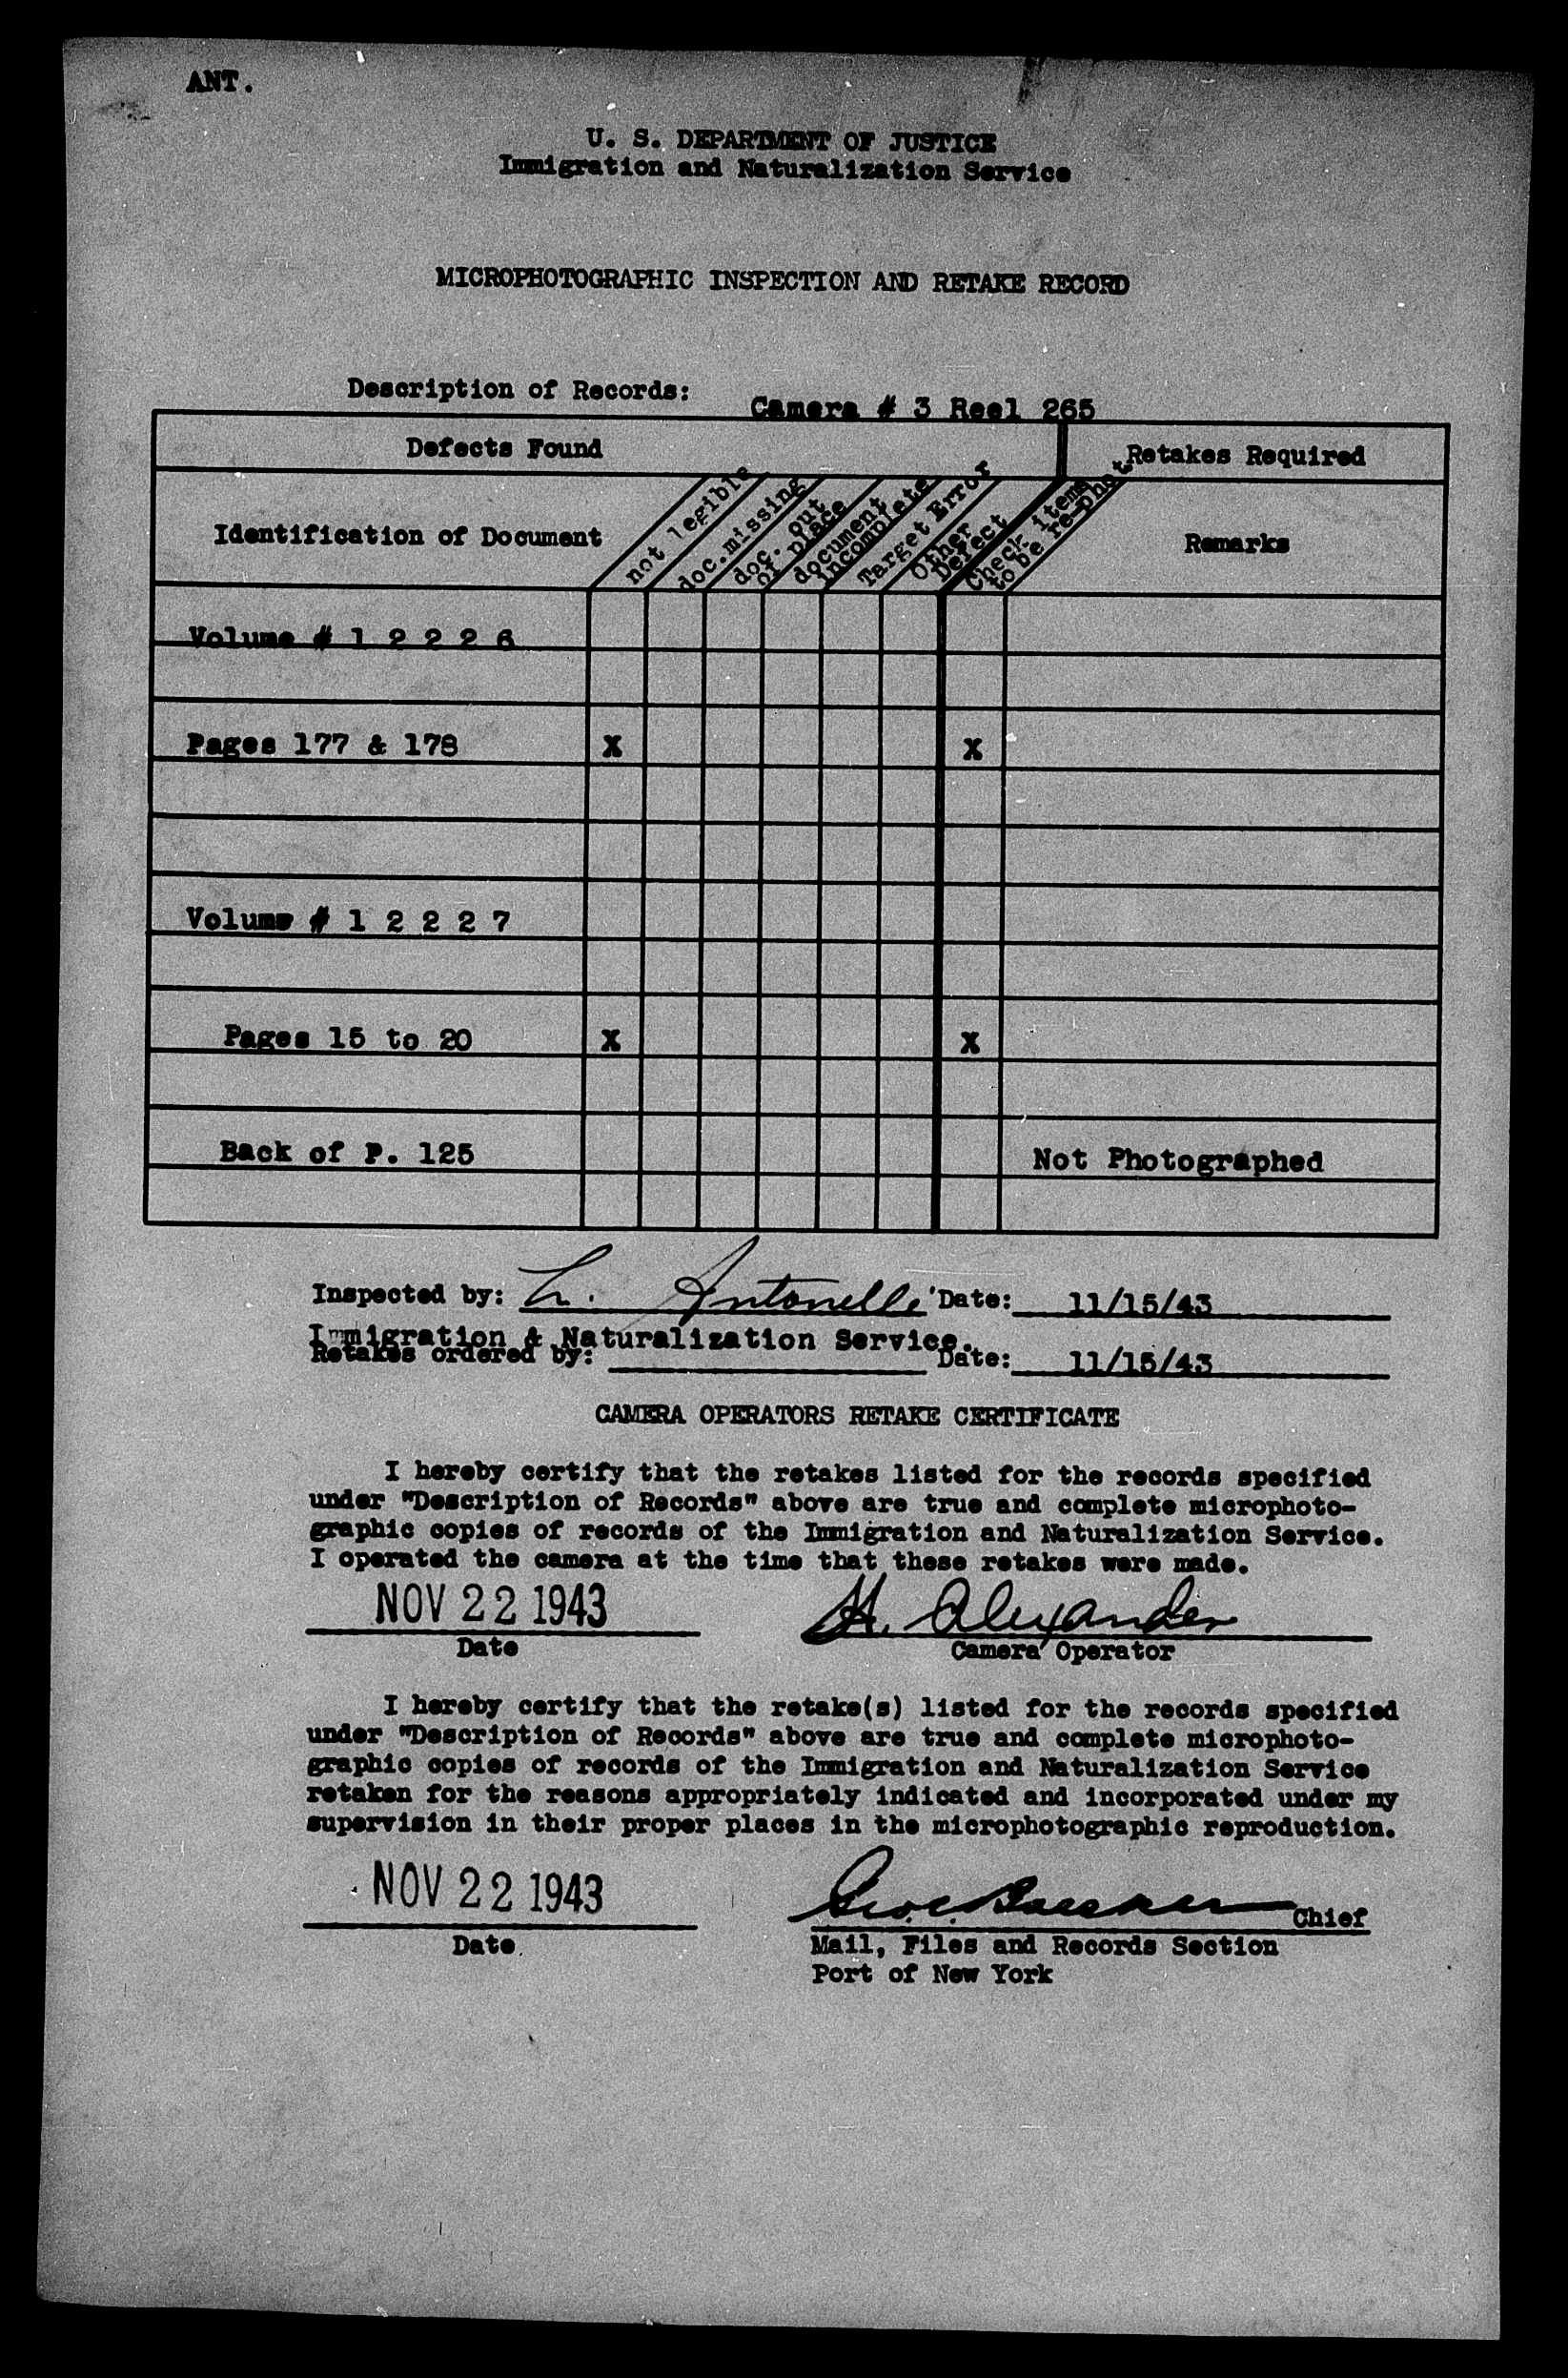 ANT.
U. S. DEPARTMENT OF JUSTICE
Immigration and Naturalization Service
MICROPHOTOGRAPHIC INSPECTION AND RETAKE RECORD
Description of Records: Camera # 3 Reel 265
Defects Found Retakes Required
Identification of Document
not legible
doc.missing
doc. out
of place
document
incomplete
Target Error
Other
Defect
Check items
to be re-phot
Remarks
Volume # 1 2 2 2 6
Pages 177 & 178 X X
Volume # 1 2 2 2 7
Pages 15 to 20 X X
Back of P. 125 Not Photographed
Inspected by: L. Antonelli Date: 11/15/43
Immigration & Naturalization Service.
Retakes ordered by: Date: 11/15/43
CAMERA OPERATORS RETAKE CERTIFICATE
I hereby certify that the retakes listed for the records specified
under "Description of Records" above are true and complete microphoto-
graphic copies of records of the Immigration and Naturalization Service.
I operated the camera at the time that these retakes were made.
NOV 22 1943 H. Alexander
Date Camera Operator
I hereby certify that the retake(s) listed for the records specified
under "Description of Records" above are true and complete microphoto-
graphic copies of records of the Immigration and Naturalization Service
retaken for the reasons appropriately indicated and incorporated under my
supervision in their proper places in the microphotographic reproduction.
NOV 22 1943 Chief
Date Mail, Files and Records Section
Port of New York